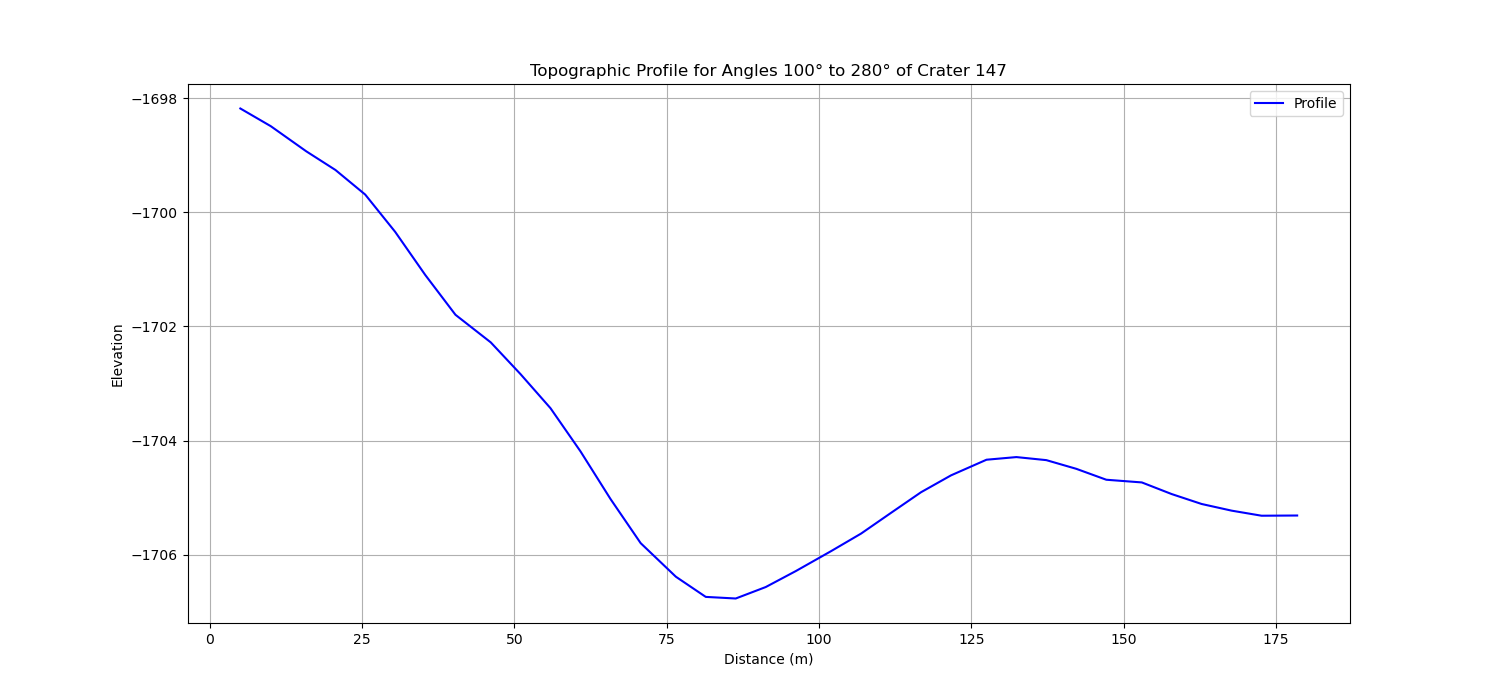 Topographic Profile for Angles 100° to 280° of Crater 147
Profile
Elevation
−1698
−1700
−1702
−1704
−1706
0 25 50 75 100 125 150 175
Distance (m)